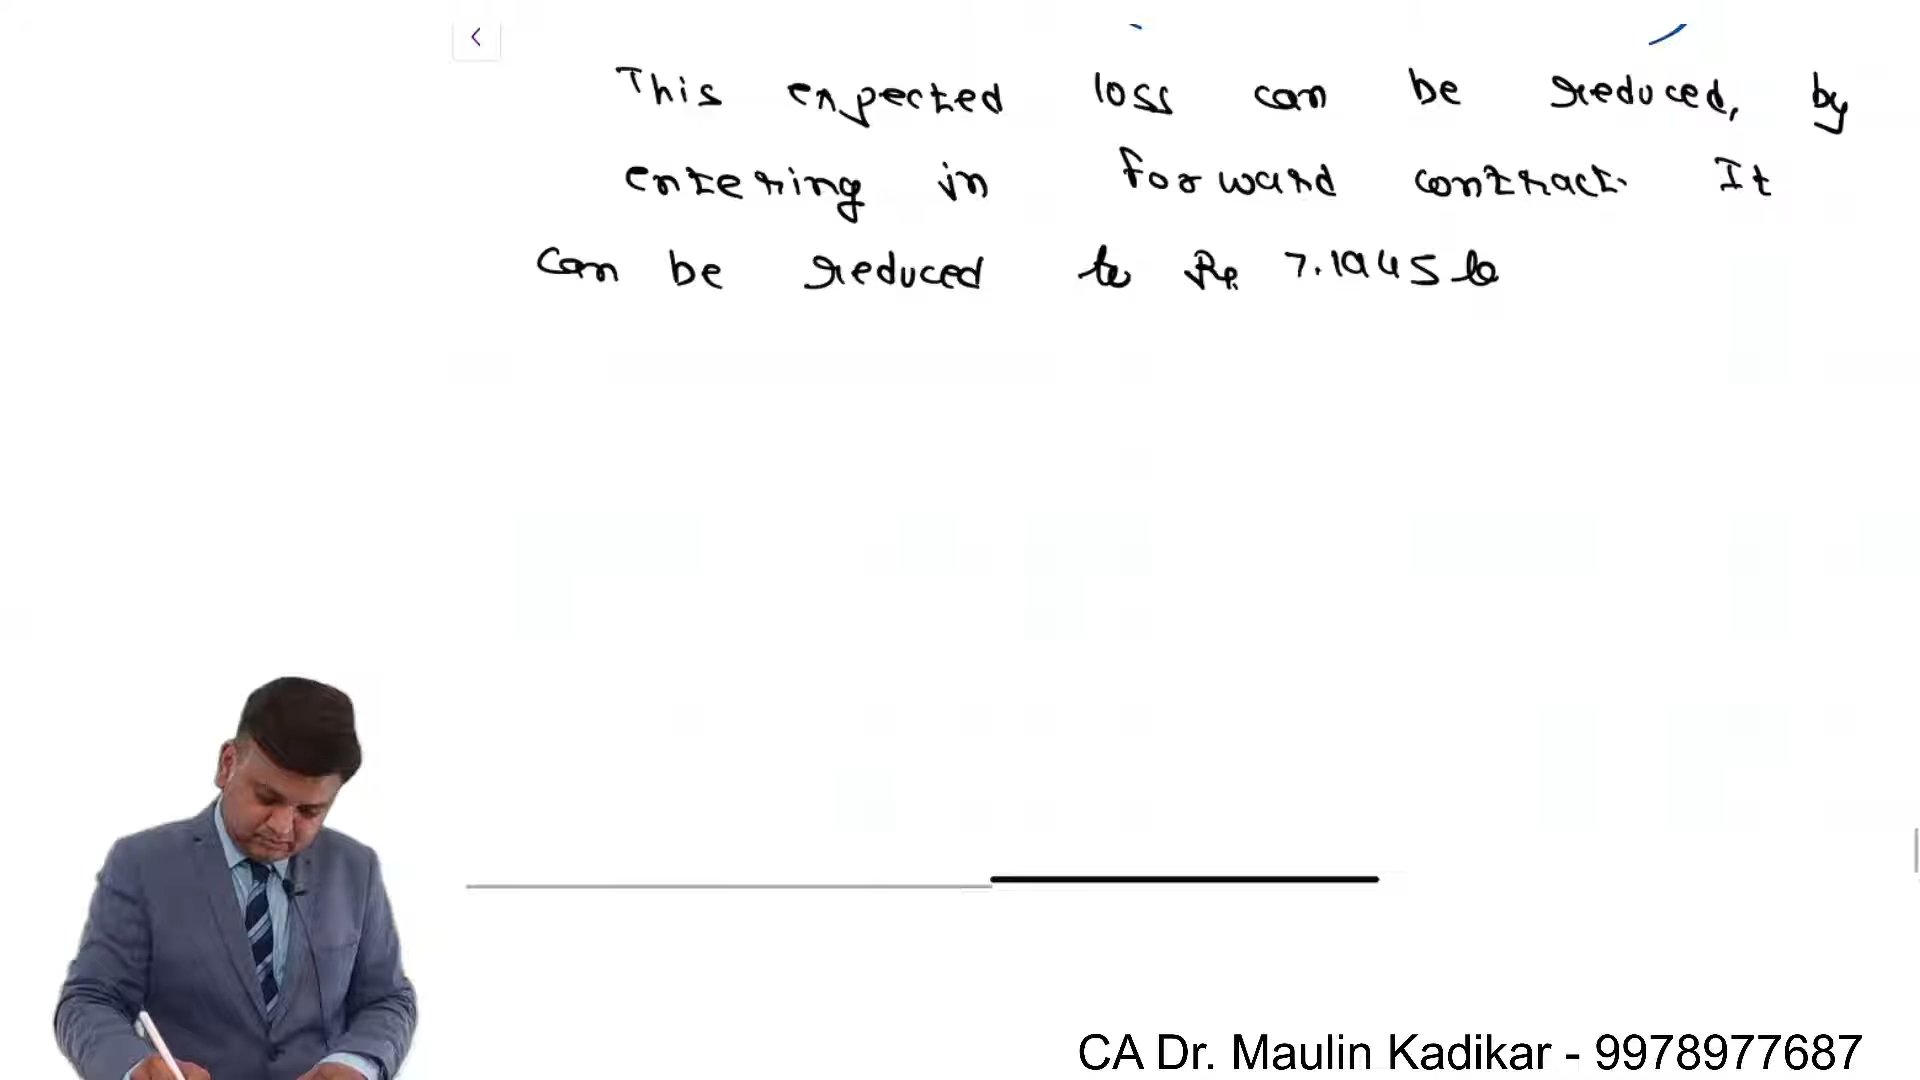 This expected loss can be reduced, by
entering in forward contract. It
can be reduced to Rs. 7.1945
CA Dr. Maulin Kadikar - 9978977687